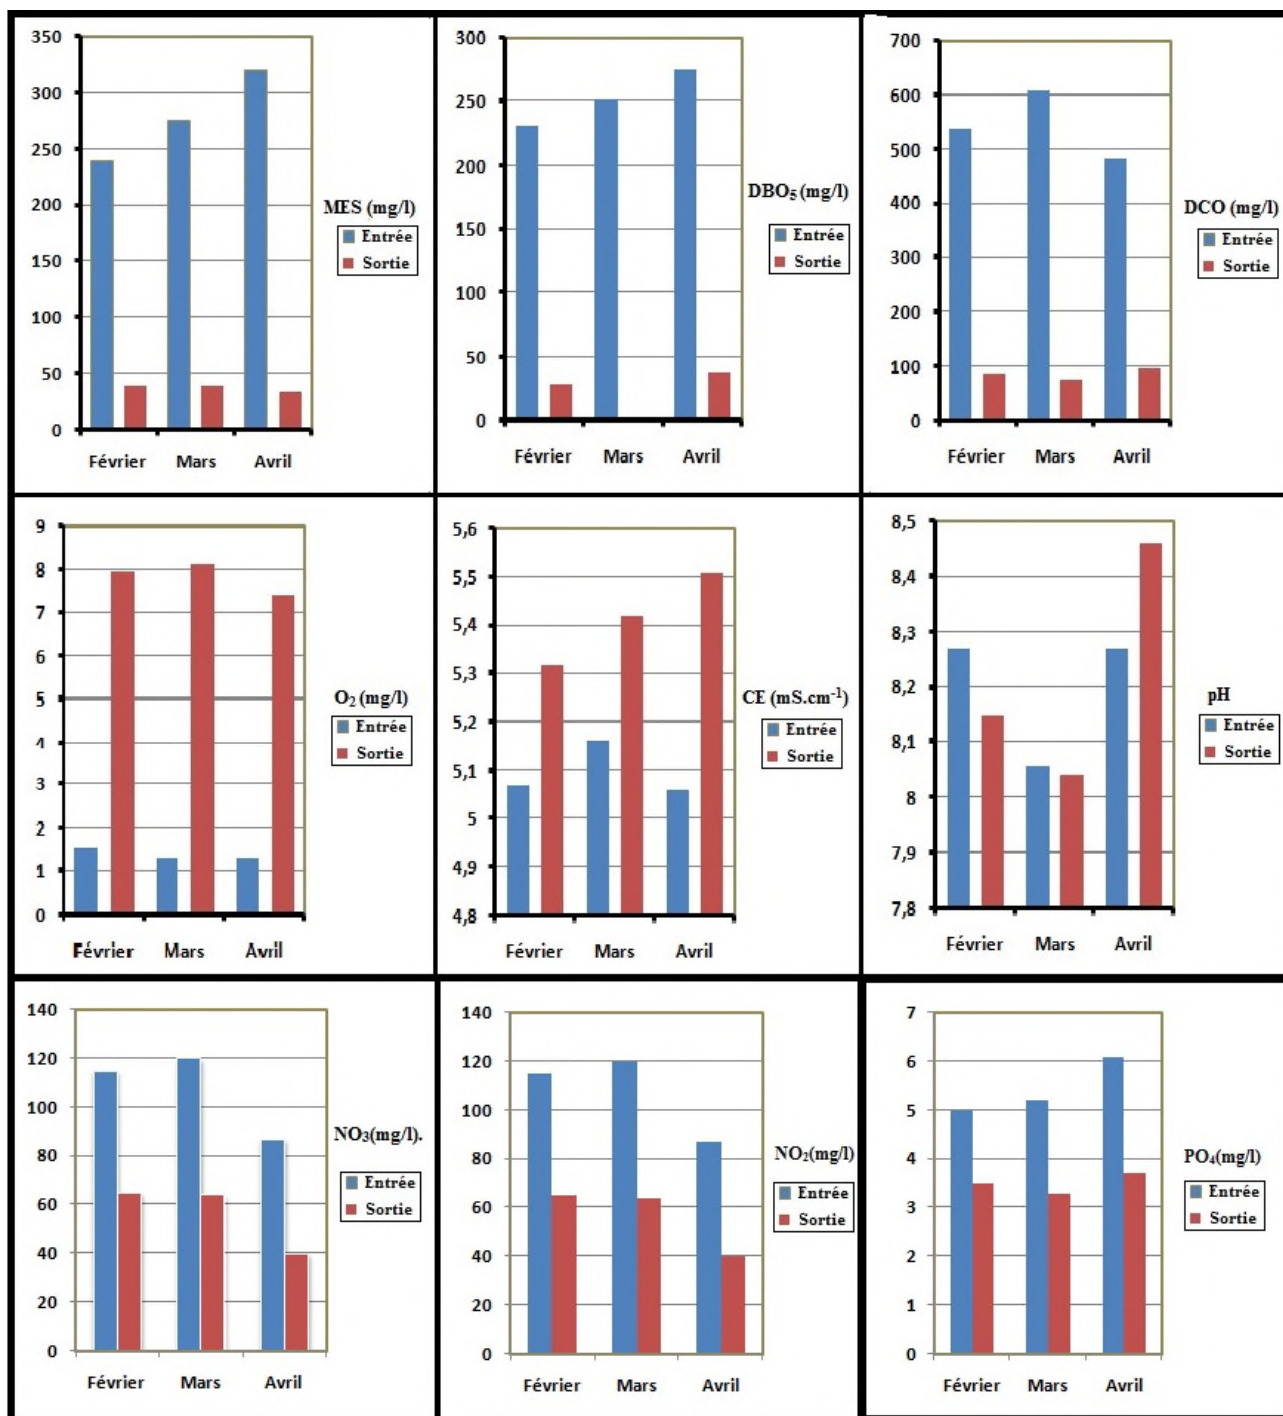 350
300
250
200
150
100
50
0
Février Mars Avril
MES (mg/l)
Entrée
Sortie
300
250
200
150
100
50
0
Février Mars Avril
DBO5 (mg/l)
Entrée
Sortie
700
600
500
400
300
200
100
0
Février Mars Avril
DCO (mg/l)
Entrée
Sortie
9
8
7
6
5
4
3
2
1
0
Février Mars Avril
O2 (mg/l)
Entrée
Sortie
5,6
5,5
5,4
5,3
5,2
5,1
5
4,9
4,8
Février Mars Avril
CE (mS.cm-1)
Entrée
Sortie
8,5
8,4
8,3
8,2
8,1
8
7,9
7,8
Février Mars Avril
pH
Entrée
Sortie
140
120
100
80
60
40
20
0
Février Mars Avril
NO3(mg/l).
Entrée
Sortie
140
120
100
80
60
40
20
0
Février Mars Avril
NO2(mg/l)
Entrée
Sortie
7
6
5
4
3
2
1
0
Février Mars Avril
PO4(mg/l)
Entrée
Sortie